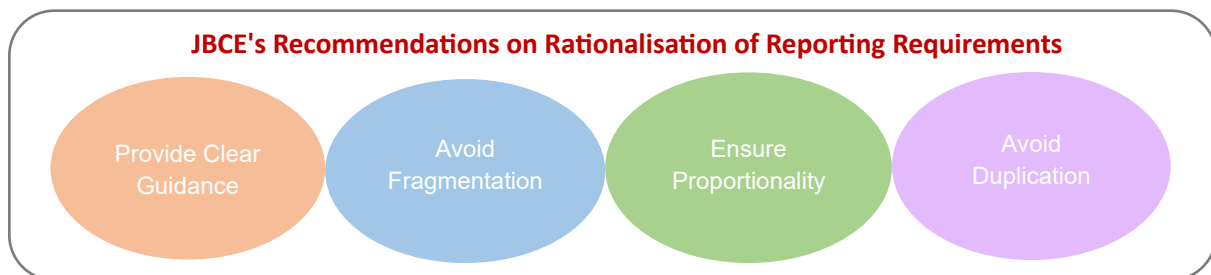 JBCE's Recommendations on Rationalisation of Reporting Requirements
Provide Clear
Guidance
Avoid
Fragmentation
Ensure
Proportionality
Avoid
Duplication